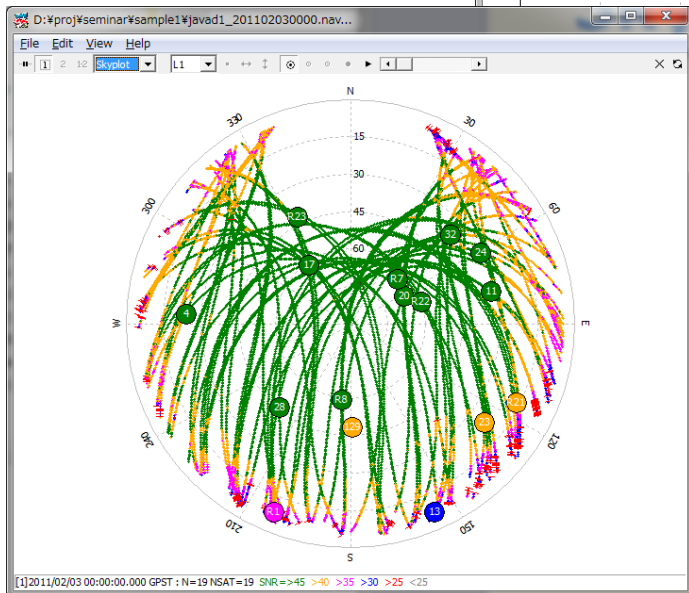 D:¥proj¥seminar¥sample1¥javad1_201102030000.nav...
File Edit View Help
1 2 1-2 Skyplot L1
N
330 30
15
30
45
60
300 60
W E
240 120
210 150
S
R23
32
17
R7
20 R22
11
4
R8
28
129
23
R21
R1
13
[1]2011/02/03 00:00:00.000 GPST : N=19 NSAT=19 SNR=>45 >40 >35 >30 >25 <25